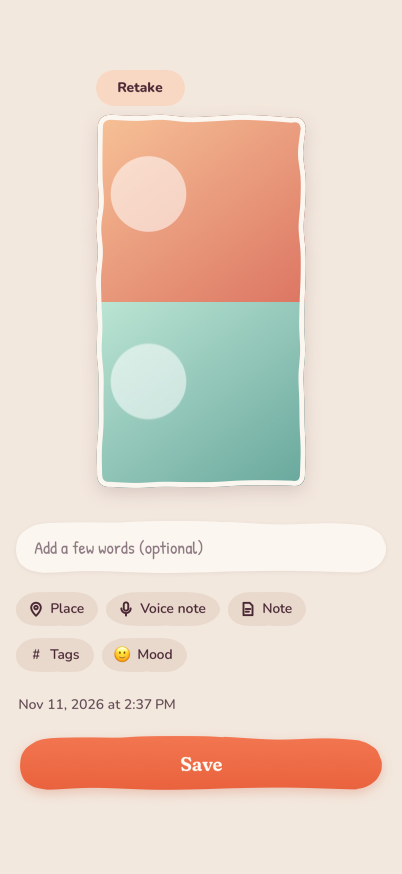 Retake
Add a few words (optional)
Place Voice note Note
# Tags 🙂 Mood
Nov 11, 2026 at 2:37 PM
Save